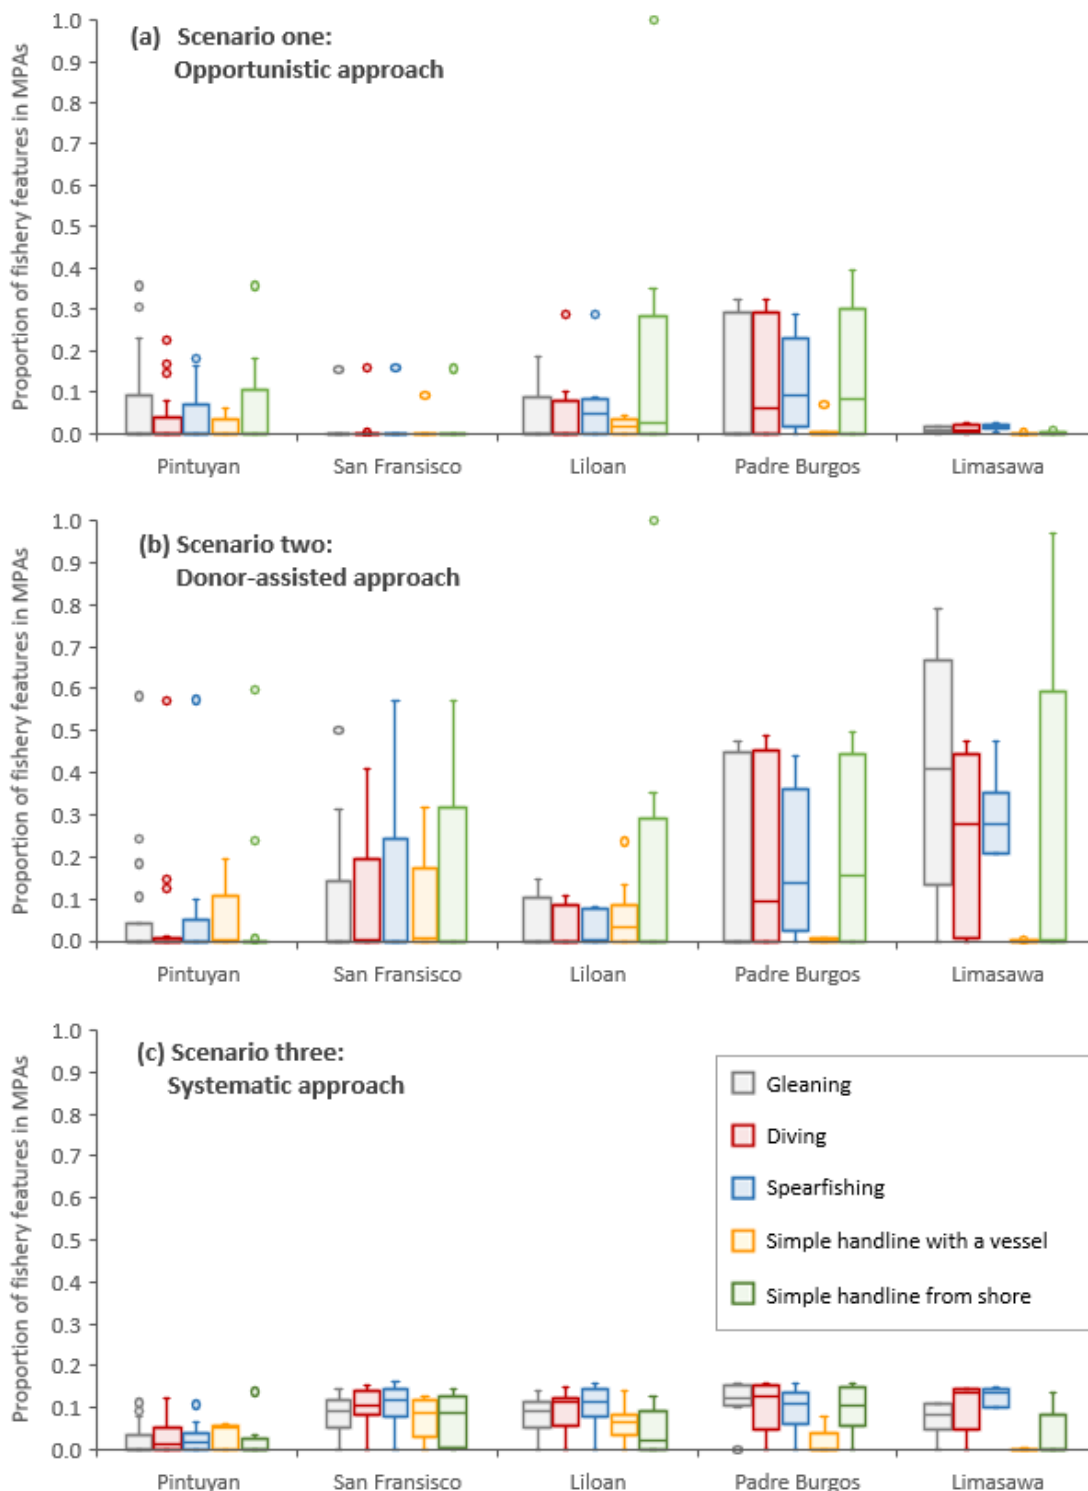 Proportion of fishery features in MPAs
1.0
0.9
0.8
0.7
0.6
0.5
0.4
0.3
0.2
0.1
0.0
(a) Scenario one:
Opportunistic approach
Pintuyan San Fransisco Liloan Padre Burgos Limasawa
Proportion of fishery features in MPAs
1.0
0.9
0.8
0.7
0.6
0.5
0.4
0.3
0.2
0.1
0.0
(b) Scenario two:
Donor-assisted approach
Pintuyan San Fransisco Liloan Padre Burgos Limasawa
Proportion of fishery features in MPAs
1.0
0.9
0.8
0.7
0.6
0.5
0.4
0.3
0.2
0.1
0.0
(c) Scenario three:
Systematic approach
Gleaning
Diving
Spearfishing
Simple handline with a vessel
Simple handline from shore
Pintuyan San Fransisco Liloan Padre Burgos Limasawa